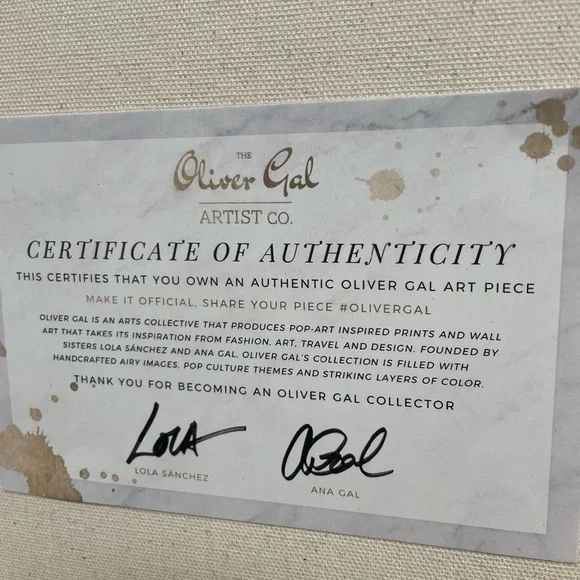 THE
Oliver Gal
ARTIST CO.
CERTIFICATE OF AUTHENTICITY
THIS CERTIFIES THAT YOU OWN AN AUTHENTIC OLIVER GAL ART PIECE
MAKE IT OFFICIAL. SHARE YOUR PIECE #OLIVERGAL
OLIVER GAL IS AN ARTS COLLECTIVE THAT PRODUCES POP-ART INSPIRED PRINTS AND WALL
ART THAT TAKES ITS INSPIRATION FROM FASHION, ART, TRAVEL AND DESIGN. FOUNDED BY
SISTERS LOLA SÁNCHEZ AND ANA GAL, OLIVER GAL'S COLLECTION IS FILLED WITH
HANDCRAFTED AIRY IMAGES, POP CULTURE THEMES AND STRIKING LAYERS OF COLOR.
THANK YOU FOR BECOMING AN OLIVER GAL COLLECTOR
LOLA
LOLA SÁNCHEZ
ANA GAL